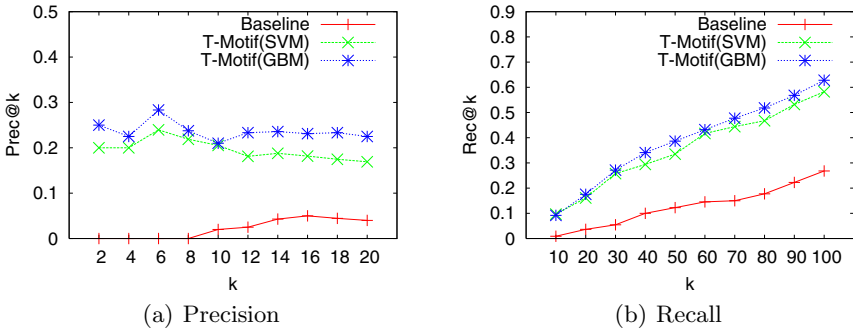 Baseline
T-Motif(SVM)
T-Motif(GBM)
0.5
0.4
0.3
0.2
0.1
0
Prec@k
2 4 6 8 10 12 14 16 18 20
k
(a) Precision
Baseline
T-Motif(SVM)
T-Motif(GBM)
0.9
0.8
0.7
0.6
0.5
0.4
0.3
0.2
0.1
0
Rec@k
10 20 30 40 50 60 70 80 90 100
k
(b) Recall